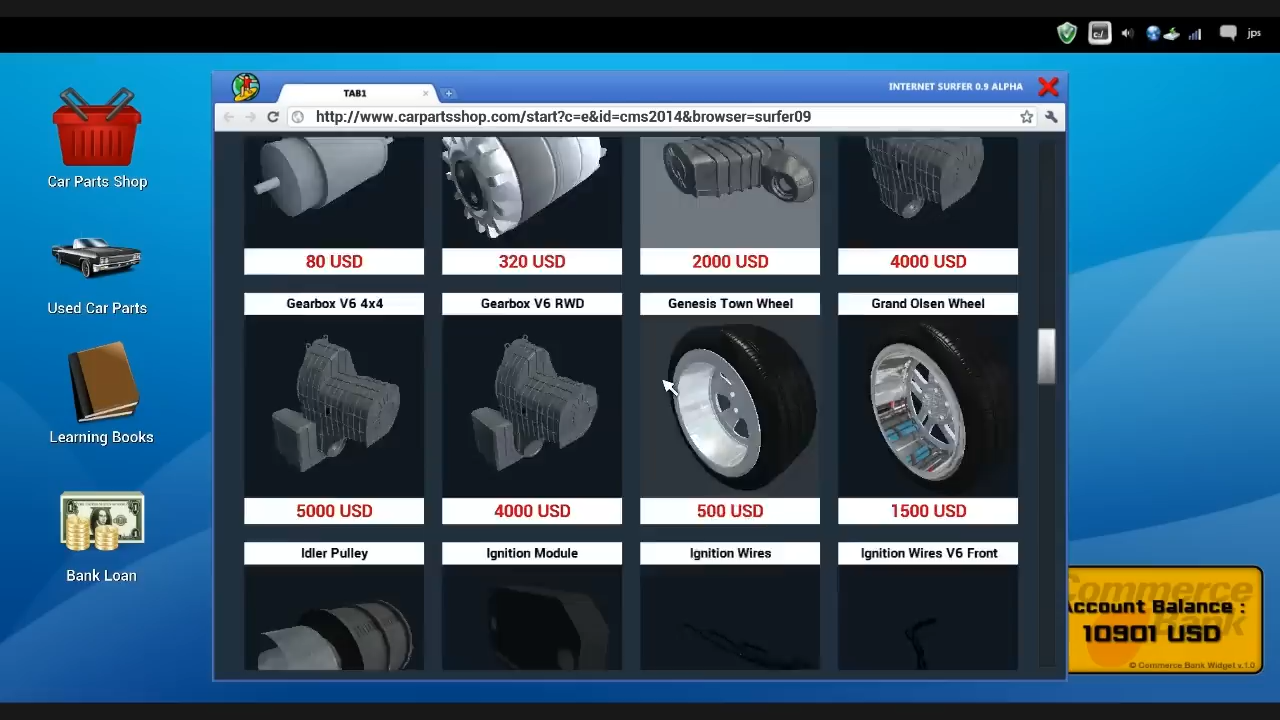 c:/
jps
INTERNET SURFER 0.9 ALPHA
TAB1
http://www.carpartsshop.com/start?c=e&id=cms2014&browser=surfer09
Car Parts Shop
Used Car Parts
Learning Books
Bank Loan
80 USD
320 USD
2000 USD
4000 USD
Gearbox V6 4x4
Gearbox V6 RWD
Genesis Town Wheel
Grand Olsen Wheel
5000 USD
4000 USD
500 USD
1500 USD
Idler Pulley
Ignition Module
Ignition Wires
Ignition Wires V6 Front
Commerce
Bank
Account Balance :
10901 USD
© Commerce Bank Widget v.1.0